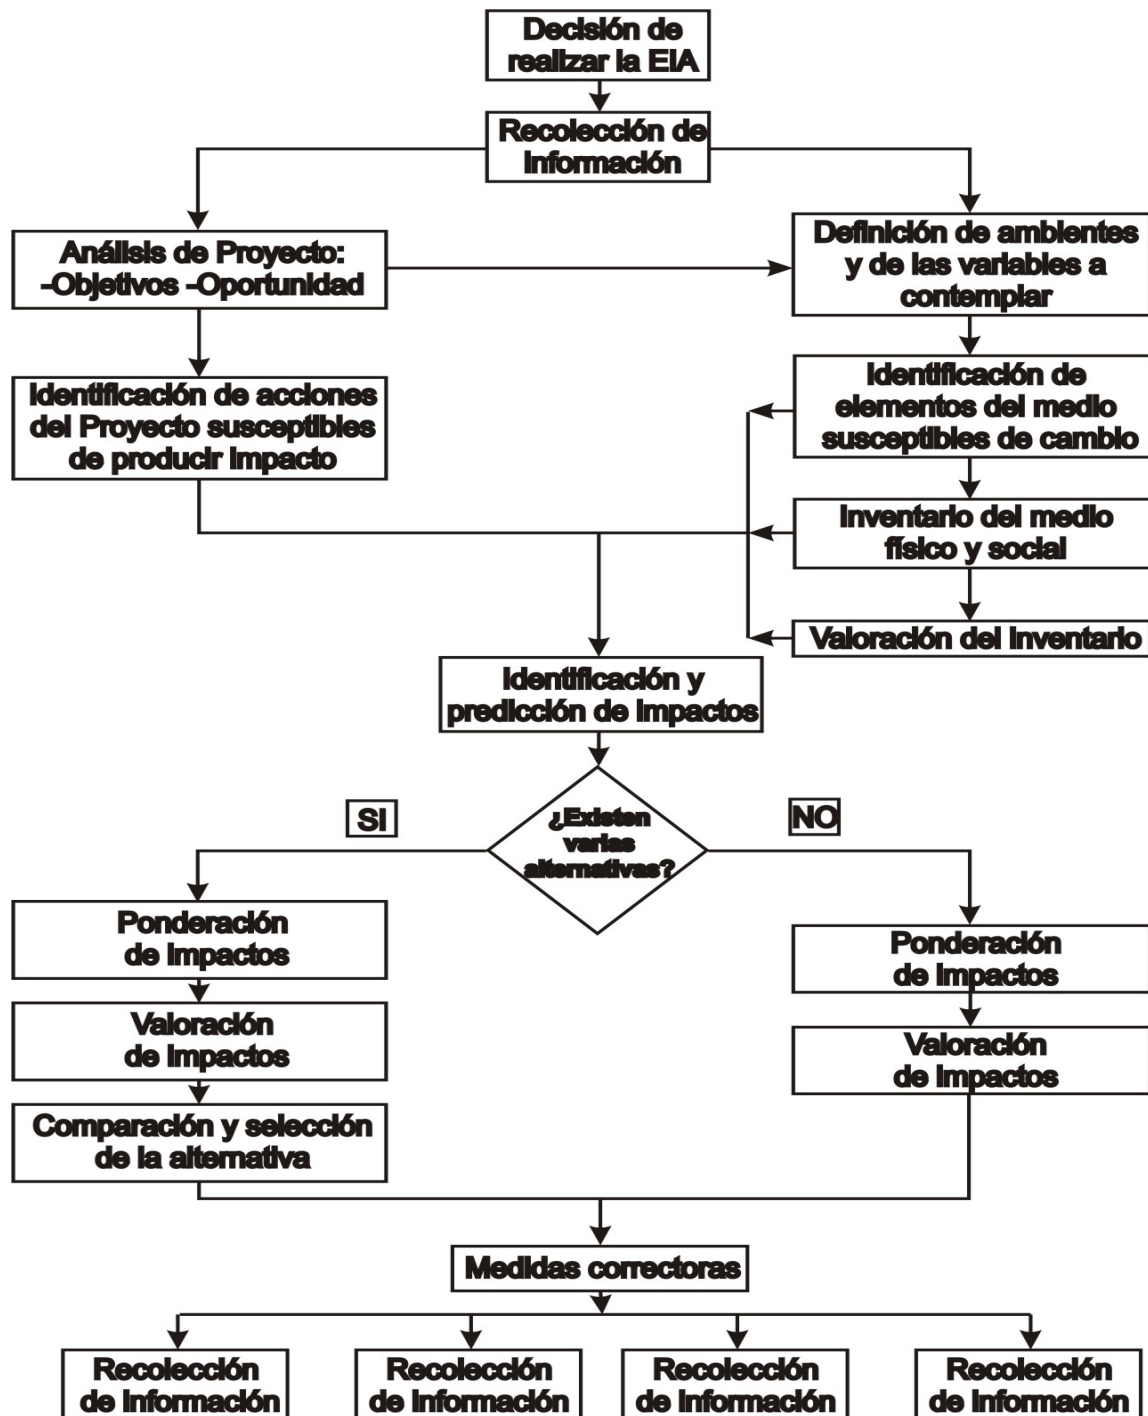 Decisión de
realizar la EIA
Recolección de
Información
Análisis de Proyecto:
-Objetivos -Oportunidad
Definición de ambientes
y de las variables a
contemplar
Identificación de acciones
del Proyecto susceptibles
de producir impacto
Identificación de
elementos del medio
susceptibles de cambio
Inventario del medio
físico y social
Valoración del inventario
Identificación y
predicción de impactos
¿Existen
varias
alternativas?
SI
NO
Ponderación
de impactos
Valoración
de impactos
Comparación y selección
de la alternativa
Ponderación
de impactos
Valoración
de impactos
Medidas correctoras
Recolección
de información
Recolección
de información
Recolección
de información
Recolección
de información